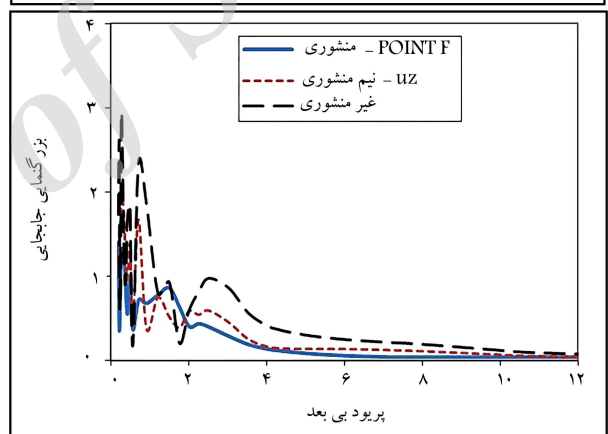 of S
منشوری – POINT F
نیم منشوری – uz
غیر منشوری
بزرگنمایی جابجایی
۴
۳
۲
۱
۰
۰ ۲ ۴ ۶ ۸ ۱۰ ۱۲
پریود بی بعد